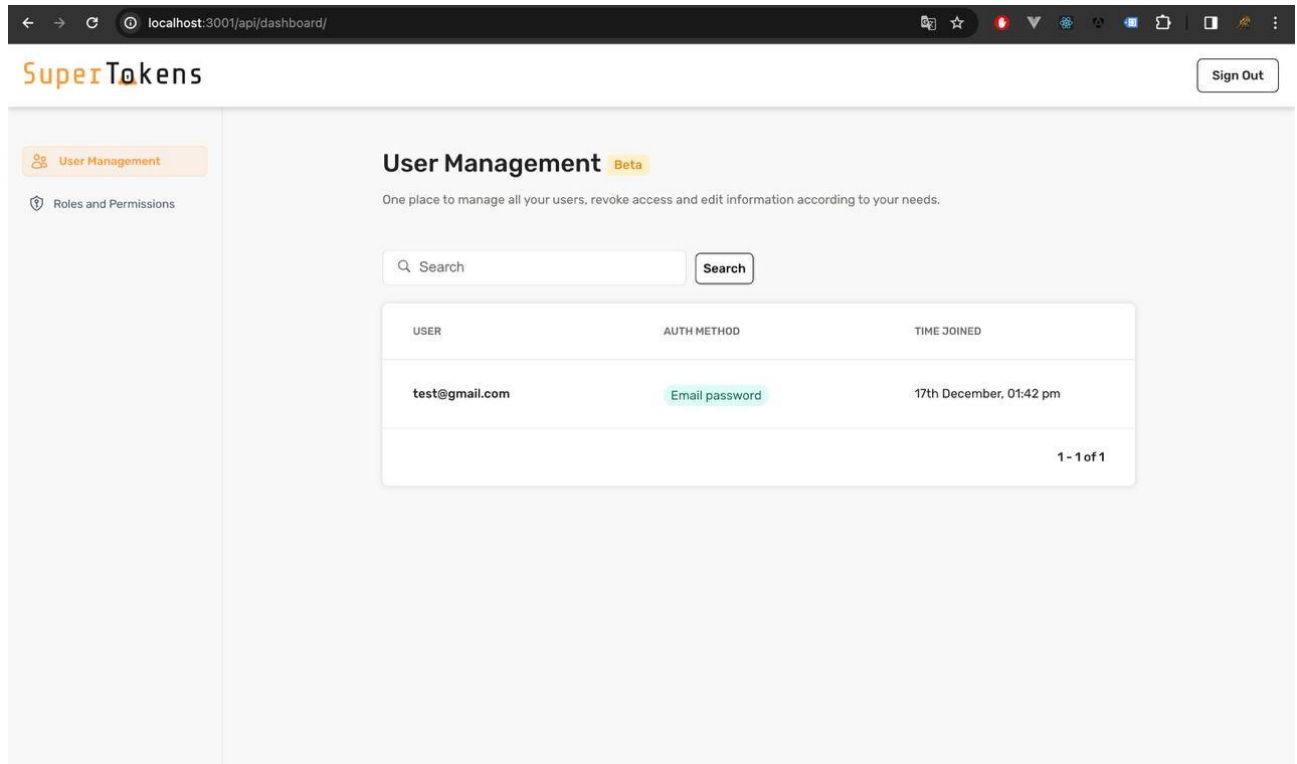 localhost:3001/api/dashboard/
SuperTokens
Sign Out
User Management
Roles and Permissions
User Management Beta
One place to manage all your users, revoke access and edit information according to your needs.
Search Search
USER AUTH METHOD TIME JOINED
test@gmail.com Email password 17th December, 01:42 pm
1 - 1 of 1